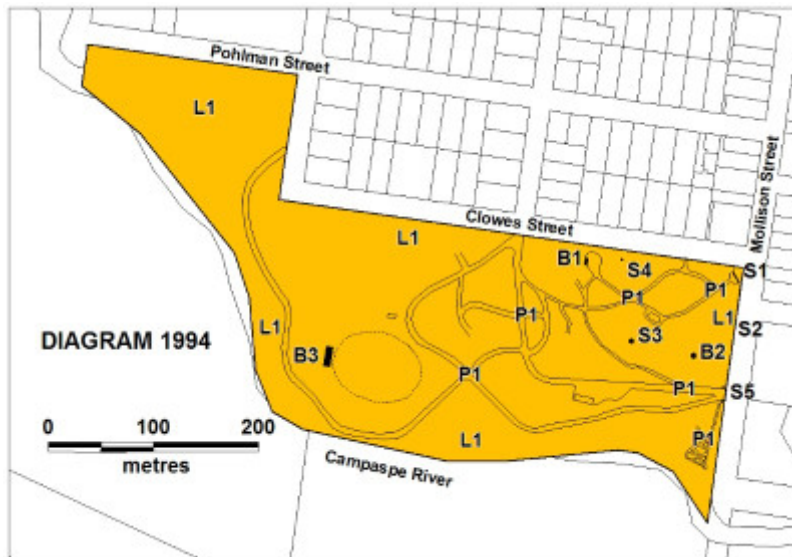 Pohlman Street
L1
Mollison Street
Clowes Street
L1
B1
S4
S1
P1
P1
L1
L1
P1
S2
DIAGRAM 1994
S3
B3
B2
P1
P1
S5
0 100 200
metres
L1
P1
Campaspe River